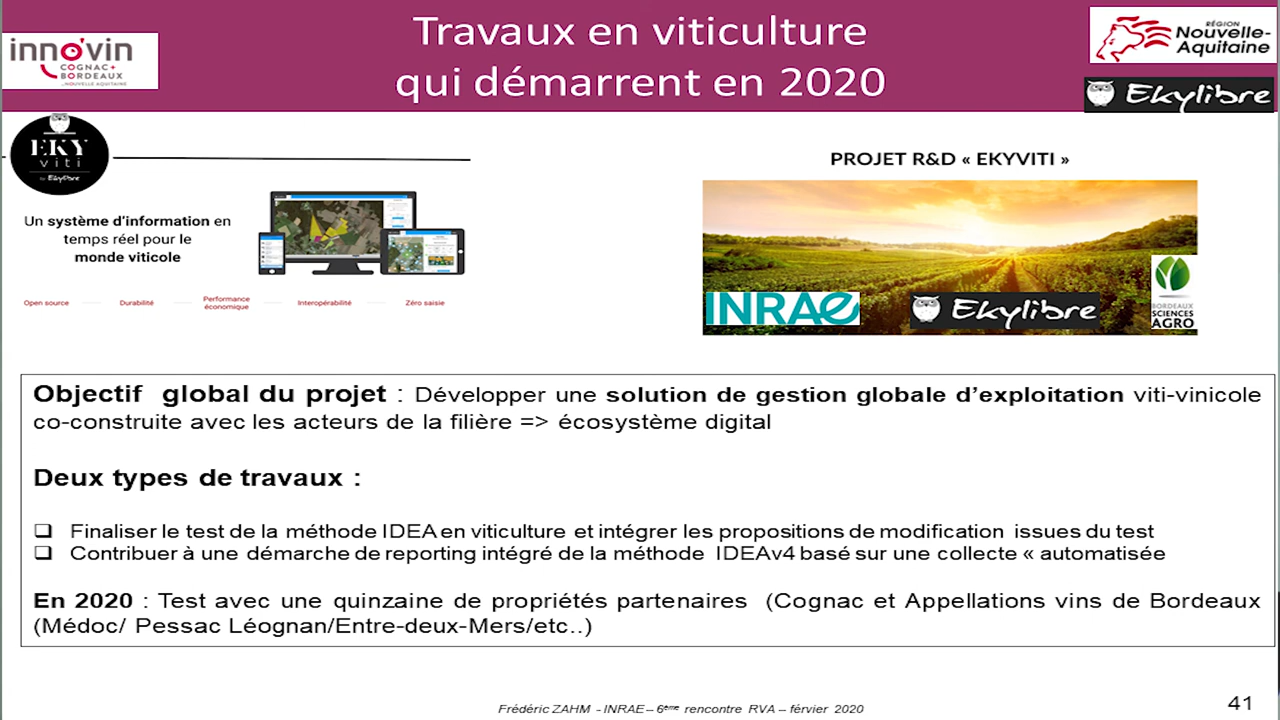 Travaux en viticulture
qui démarrent en 2020
inno'vin
COGNAC+
BORDEAUX
RÉGION
Nouvelle-
Aquitaine
Ekylibre
EKY
viti
by Ekylibre
Un système d'information en
temps réel pour le
monde viticole
Open source
Durabilité
Performance
économique
Interopérabilité
Zéro saisie
PROJET R&D « EKYVITI »
INRAE
Ekylibre
BORDEAUX
SCIENCES
AGRO
Objectif global du projet : Développer une solution de gestion globale d'exploitation viti-vinicole
co-construite avec les acteurs de la filière => écosystème digital
Deux types de travaux :
❑ Finaliser le test de la méthode IDEA en viticulture et intégrer les propositions de modification issues du test
❑ Contribuer à une démarche de reporting intégré de la méthode IDEAv4 basé sur une collecte « automatisée
En 2020 : Test avec une quinzaine de propriétés partenaires (Cognac et Appellations vins de Bordeaux
(Médoc/ Pessac Léognan/Entre-deux-Mers/etc..)
Frédéric ZAHM - INRAE – 6ème rencontre RVA – férvier 2020
41